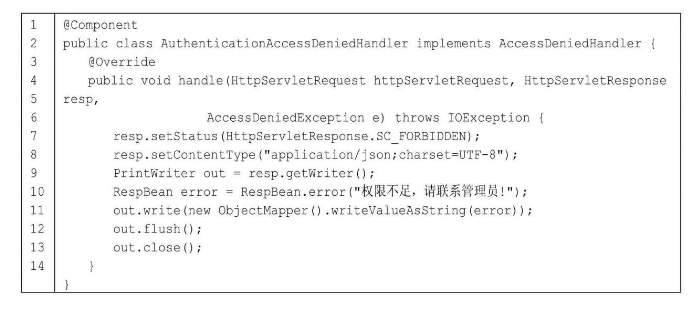 1 @Component
2 public class AuthenticationAccessDeniedHandler implements AccessDeniedHandler {
3 @Override
4 public void handle(HttpServletRequest httpServletRequest, HttpServletResponse
5 resp,
6 AccessDeniedException e) throws IOException {
7 resp.setStatus(HttpServletResponse.SC_FORBIDDEN);
8 resp.setContentType("application/json;charset=UTF-8");
9 PrintWriter out = resp.getWriter();
10 RespBean error = RespBean.error("权限不足，请联系管理员!");
11 out.write(new ObjectMapper().writeValueAsString(error));
12 out.flush();
13 out.close();
14 }
}